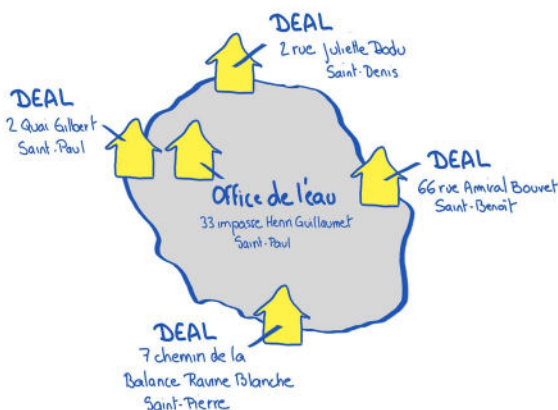 DEAL
2 rue Juliette Dodu
Saint-Denis
DEAL
2 Quai Gilbert
Saint-Paul
DEAL
66 rue Amiral Bouvet
Saint-Benoît
Office de l'eau
33 impasse Henri Guillaumet
Saint-Paul
DEAL
7 chemin de la
Balance Ravine Blanche
Saint-Pierre